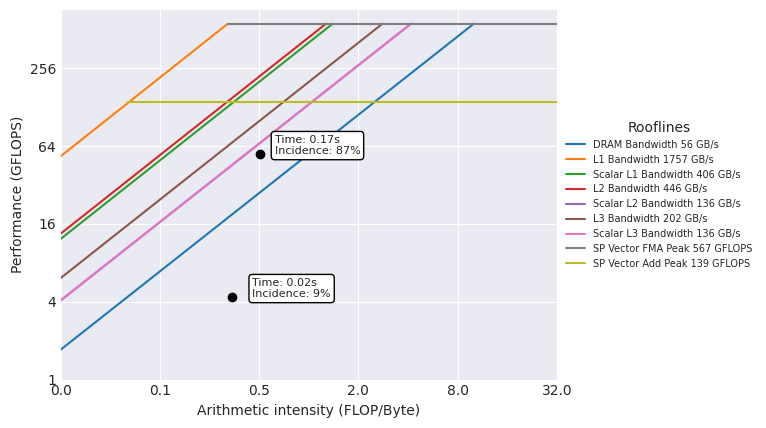 Performance (GFLOPS)
256
64
16
4
1
0.0
0.1
0.5
2.0
8.0
32.0
Arithmetic intensity (FLOP/Byte)
Time: 0.17s
Incidence: 87%
Time: 0.02s
Incidence: 9%
Rooflines
DRAM Bandwidth 56 GB/s
L1 Bandwidth 1757 GB/s
Scalar L1 Bandwidth 406 GB/s
L2 Bandwidth 446 GB/s
Scalar L2 Bandwidth 136 GB/s
L3 Bandwidth 202 GB/s
Scalar L3 Bandwidth 136 GB/s
SP Vector FMA Peak 567 GFLOPS
SP Vector Add Peak 139 GFLOPS